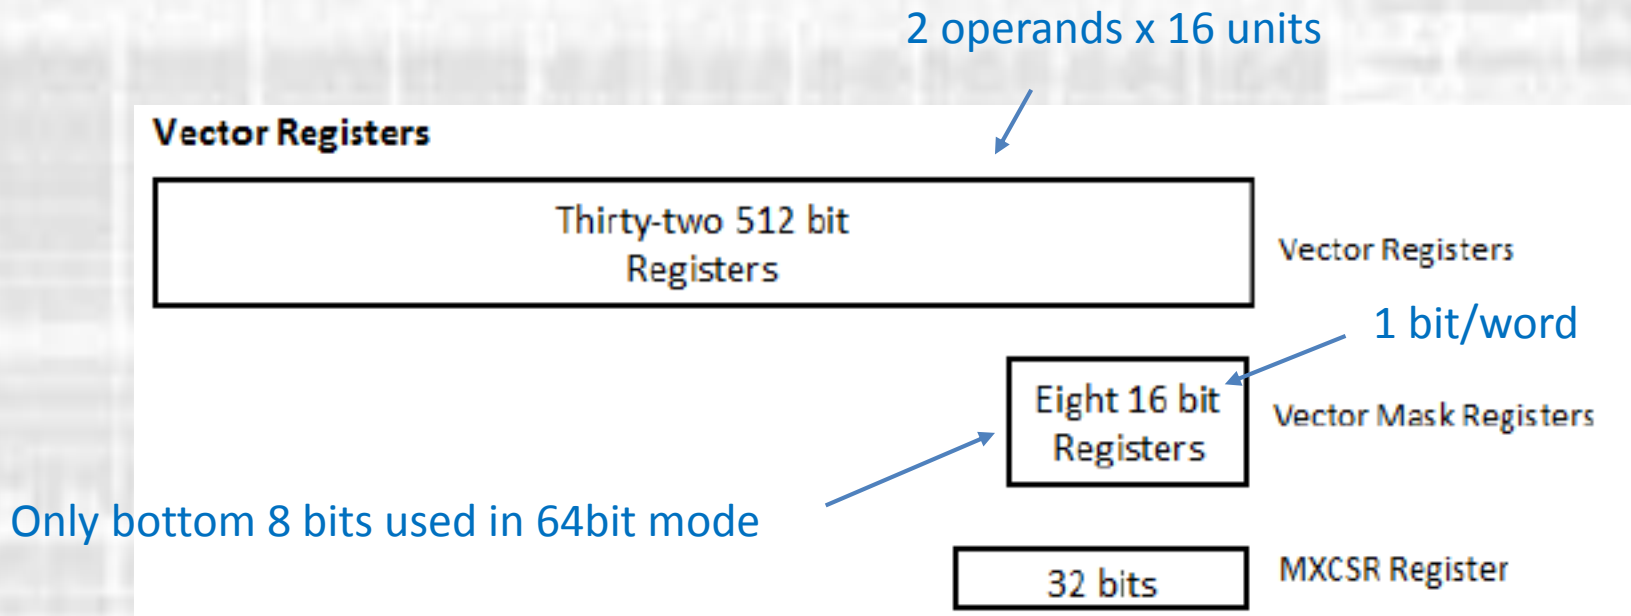 2 operands x 16 units
Vector Registers
Thirty-two 512 bit
Registers
Vector Registers
1 bit/word
Eight 16 bit
Registers
Vector Mask Registers
Only bottom 8 bits used in 64bit mode
32 bits
MXCSR Register